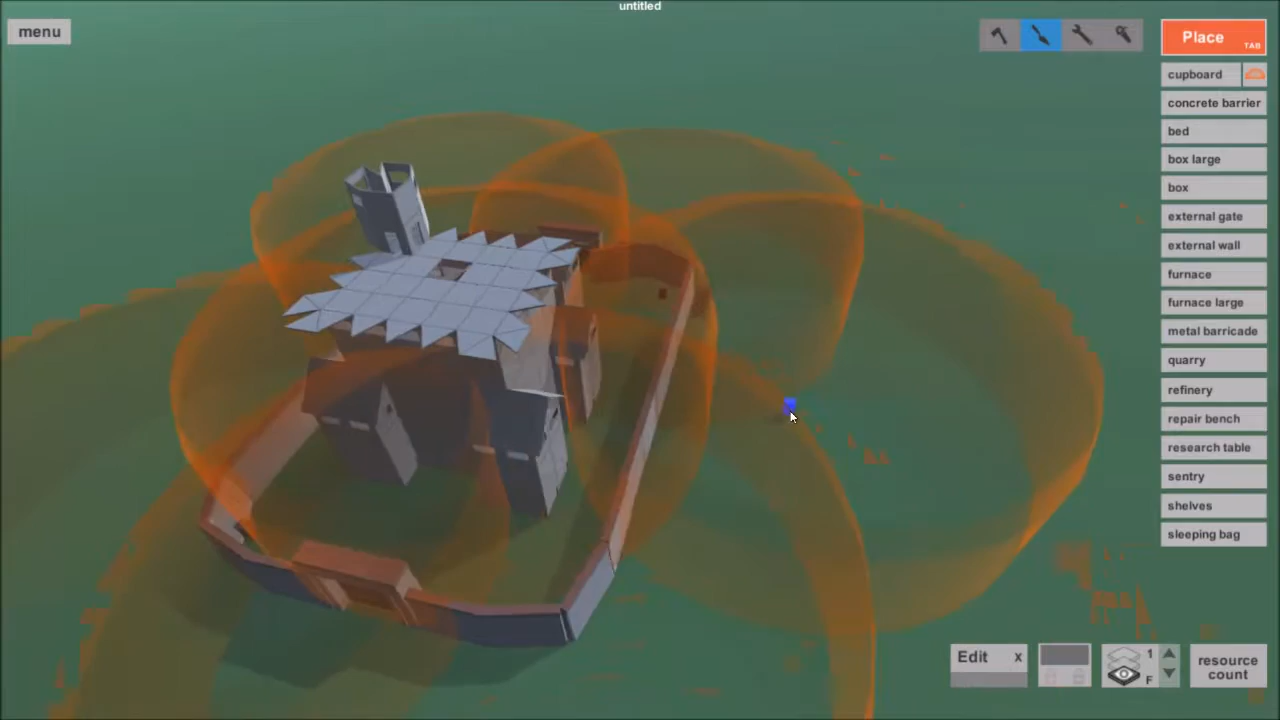 untitled
menu
Place
TAB
cupboard
concrete barrier
bed
box large
box
external gate
external wall
furnace
furnace large
metal barricade
quarry
refinery
repair bench
research table
sentry
shelves
sleeping bag
Edit x
1
F
resource
count